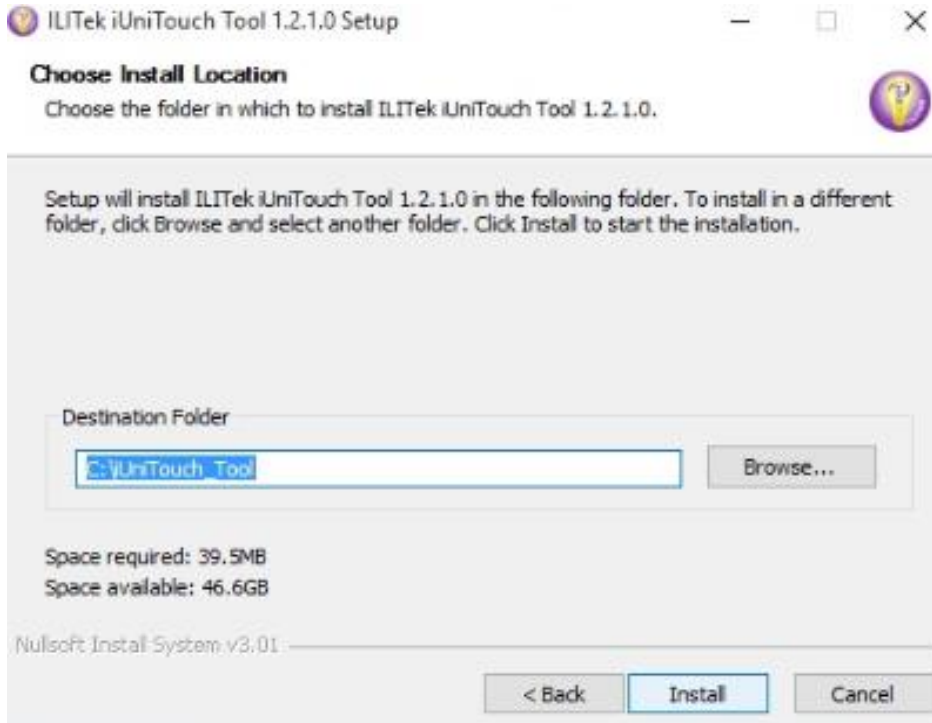 ILITek iUniTouch Tool 1.2.1.0 Setup
Choose Install Location
Choose the folder in which to install ILITek iUniTouch Tool 1.2.1.0.
Setup will install ILITek iUniTouch Tool 1.2.1.0 in the following folder. To install in a different
folder, click Browse and select another folder. Click Install to start the installation.
Destination Folder
C:\iUniTouch_Tool
Browse...
Space required: 39.5MB
Space available: 46.6GB
Nullsoft Install System v3.01
< Back
Install
Cancel